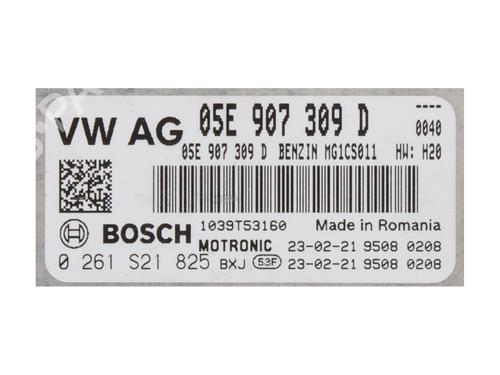 ----
VW AG 05E 907 309 D 0040
05E 907 309 D BENZIN MG1CS011 HW: H20
1039T53160 Made in Romania
BOSCH MOTRONIC 23-02-21 9508 0208
0 261 S21 825 BXJ 53F 23-02-21 9508 0208